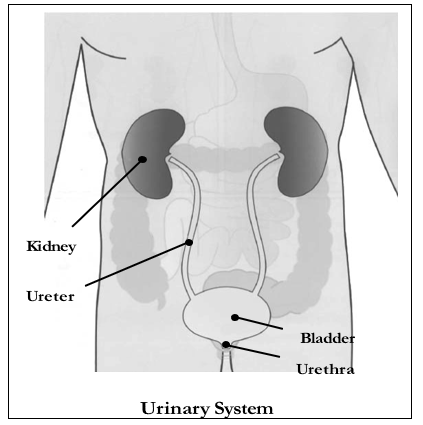 Kidney
Ureter
Bladder
Urethra
Urinary System